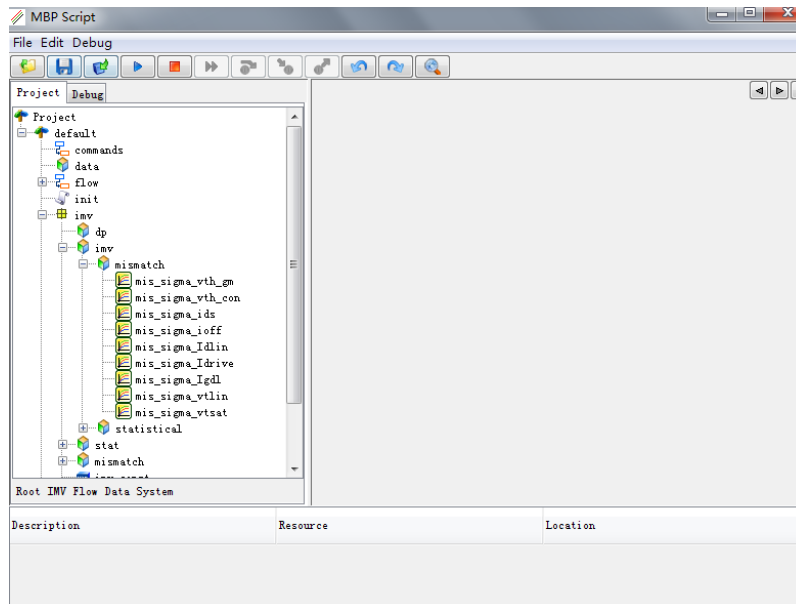 MBP Script
File Edit Debug
Project Debug
Project
default
commands
data
flow
init
imv
dp
imv
mismatch
mis_sigma_vth_gm
mis_sigma_vth_con
mis_sigma_ids
mis_sigma_ioff
mis_sigma_Idlin
mis_sigma_Idrive
mis_sigma_Igdl
mis_sigma_vtlin
mis_sigma_vtsat
statistical
stat
mismatch
Root IMV Flow Data System
Description Resource Location